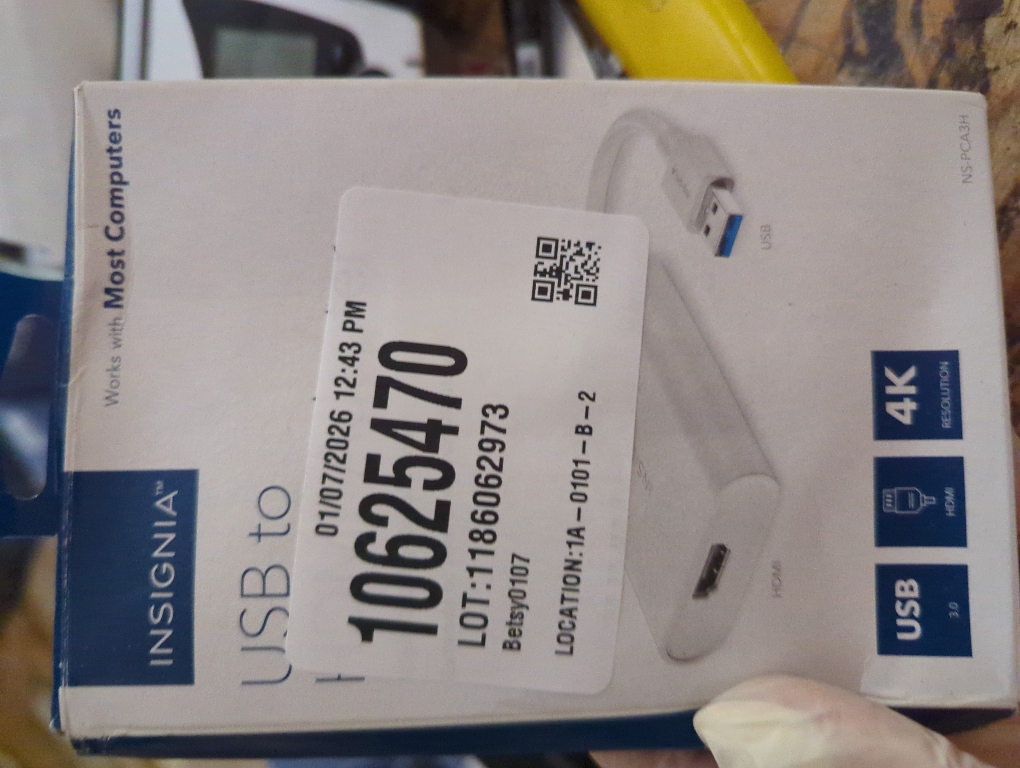 Works with Most Computers
INSIGNIA™
USB to
01/07/2026 12:43 PM
10625470
LOT:1186062973
Betsy0107
LOCATION:1A-0101-B-2
USB
HDMI
USB
3.0
HDMI
4K
RESOLUTION
NS-PCA3H